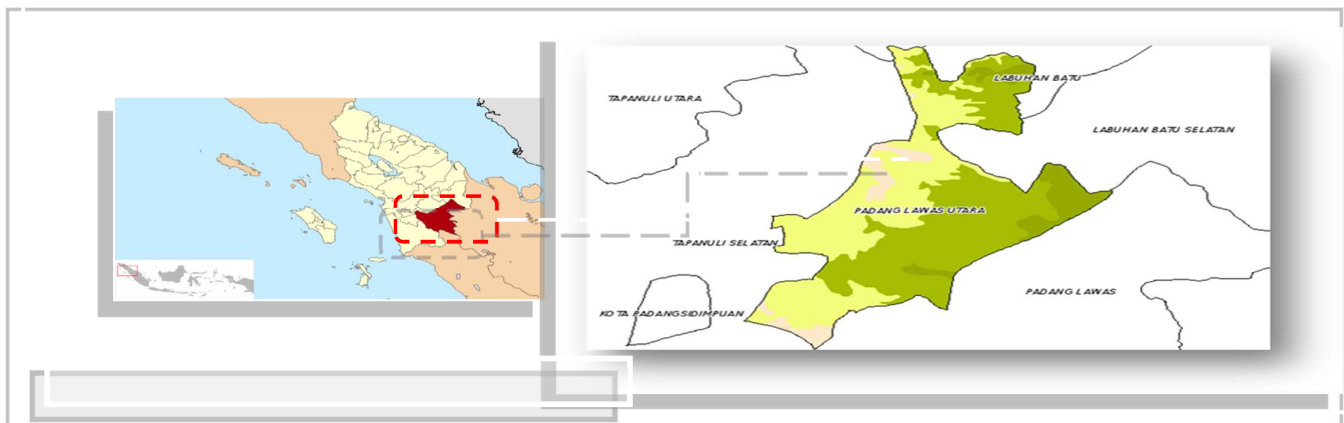 TAPANULI UTARA
LABUHAN BATU
LABUHAN BATU SELATAN
PADANG LAWAS UTARA
TAPANULI SELATAN
PADANG LAWAS
KOTA PADANGSIDIMPUAN